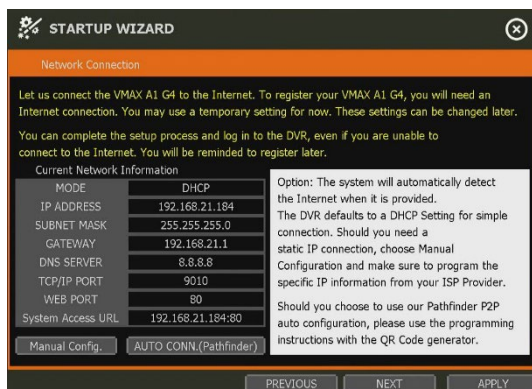 STARTUP WIZARD
Network Connection
Let us connect the VMAX A1 G4 to the Internet. To register your VMAX A1 G4, you will need an
Internet connection. You may use a temporary setting for now. These settings can be changed later.
You can complete the setup process and log in to the DVR, even if you are unable to
connect to the Internet. You will be reminded to
register later.
Current Network Information
MODE DHCP
IP ADDRESS 192.168.21.184
SUBNET MASK 255.255.255.0
GATEWAY 192.168.21.1
DNS SERVER 8.8.8.8
TCP/IP PORT 9010
WEB PORT 80
System Access URL 192.168.21.184:80
Manual Config. AUTO CONN.(Pathfinder)
Option: The system will automatically detect
the Internet when it is provided.
The DVR defaults to a DHCP Setting for simple
connection. Should you need a
static IP connection, choose Manual
Configuration and make sure to program the
specific IP information from your ISP Provider.
Should you choose to use our Pathfinder P2P
auto configuration, please use the programming
instructions with the QR Code generator.
PREVIOUS NEXT APPLY